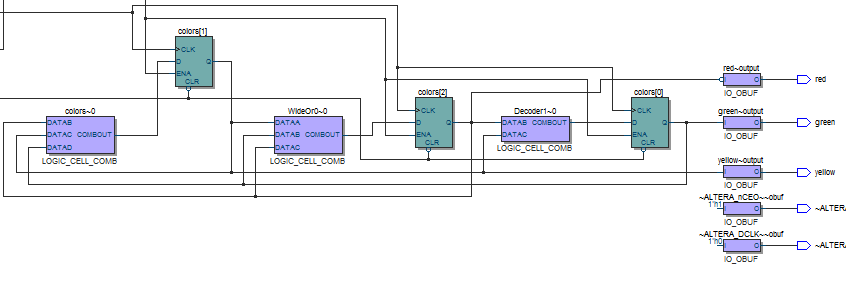 colors[1]
CLK
D
Q
ENA
CLR
colors~0
DATAB
DATAC
COMBOUT
DATAD
LOGIC_CELL_COMB
WideOr0~0
DATAA
DATAB
COMBOUT
DATAC
LOGIC_CELL_COMB
colors[2]
CLK
D
Q
ENA
CLR
Decoder1~0
DATAB
COMBOUT
DATAC
LOGIC_CELL_COMB
colors[0]
CLK
D
Q
ENA
CLR
red~output
I
O
IO_OBUF
red
green~output
I
O
IO_OBUF
green
yellow~output
I
O
IO_OBUF
yellow
~ALTERA_nCEO~~obuf
1'h1
O
IO_OBUF
~ALTER
~ALTERA_DCLK~~obuf
1'h0
O
IO_OBUF
~ALTER